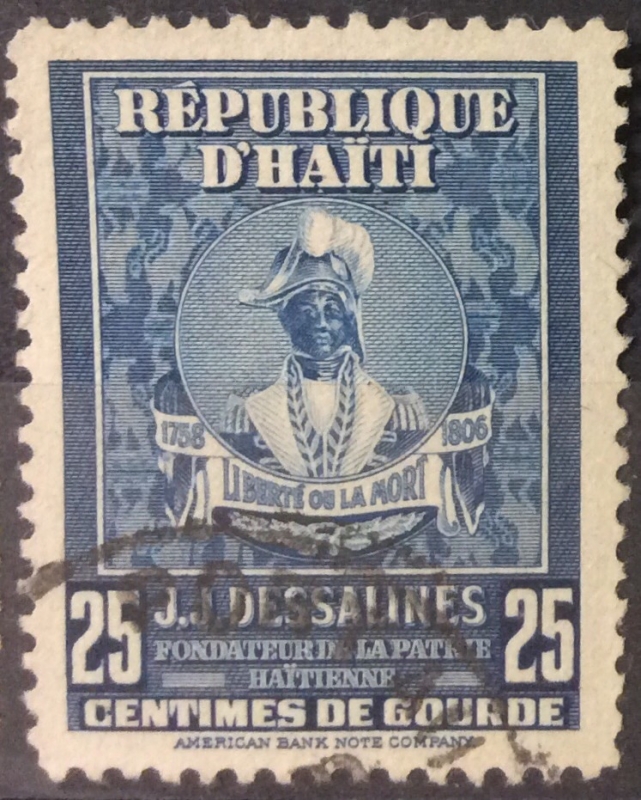 RÉPUBLIQUE
D'HAÏTI
1758 1806
LIBERTÉ OU LA MORT
25 J.J. DESSALINES 25
FONDATEUR DE LA PATRIE
HAÏTIENNE
CENTIMES DE GOURDE
AMERICAN BANK NOTE COMPANY.